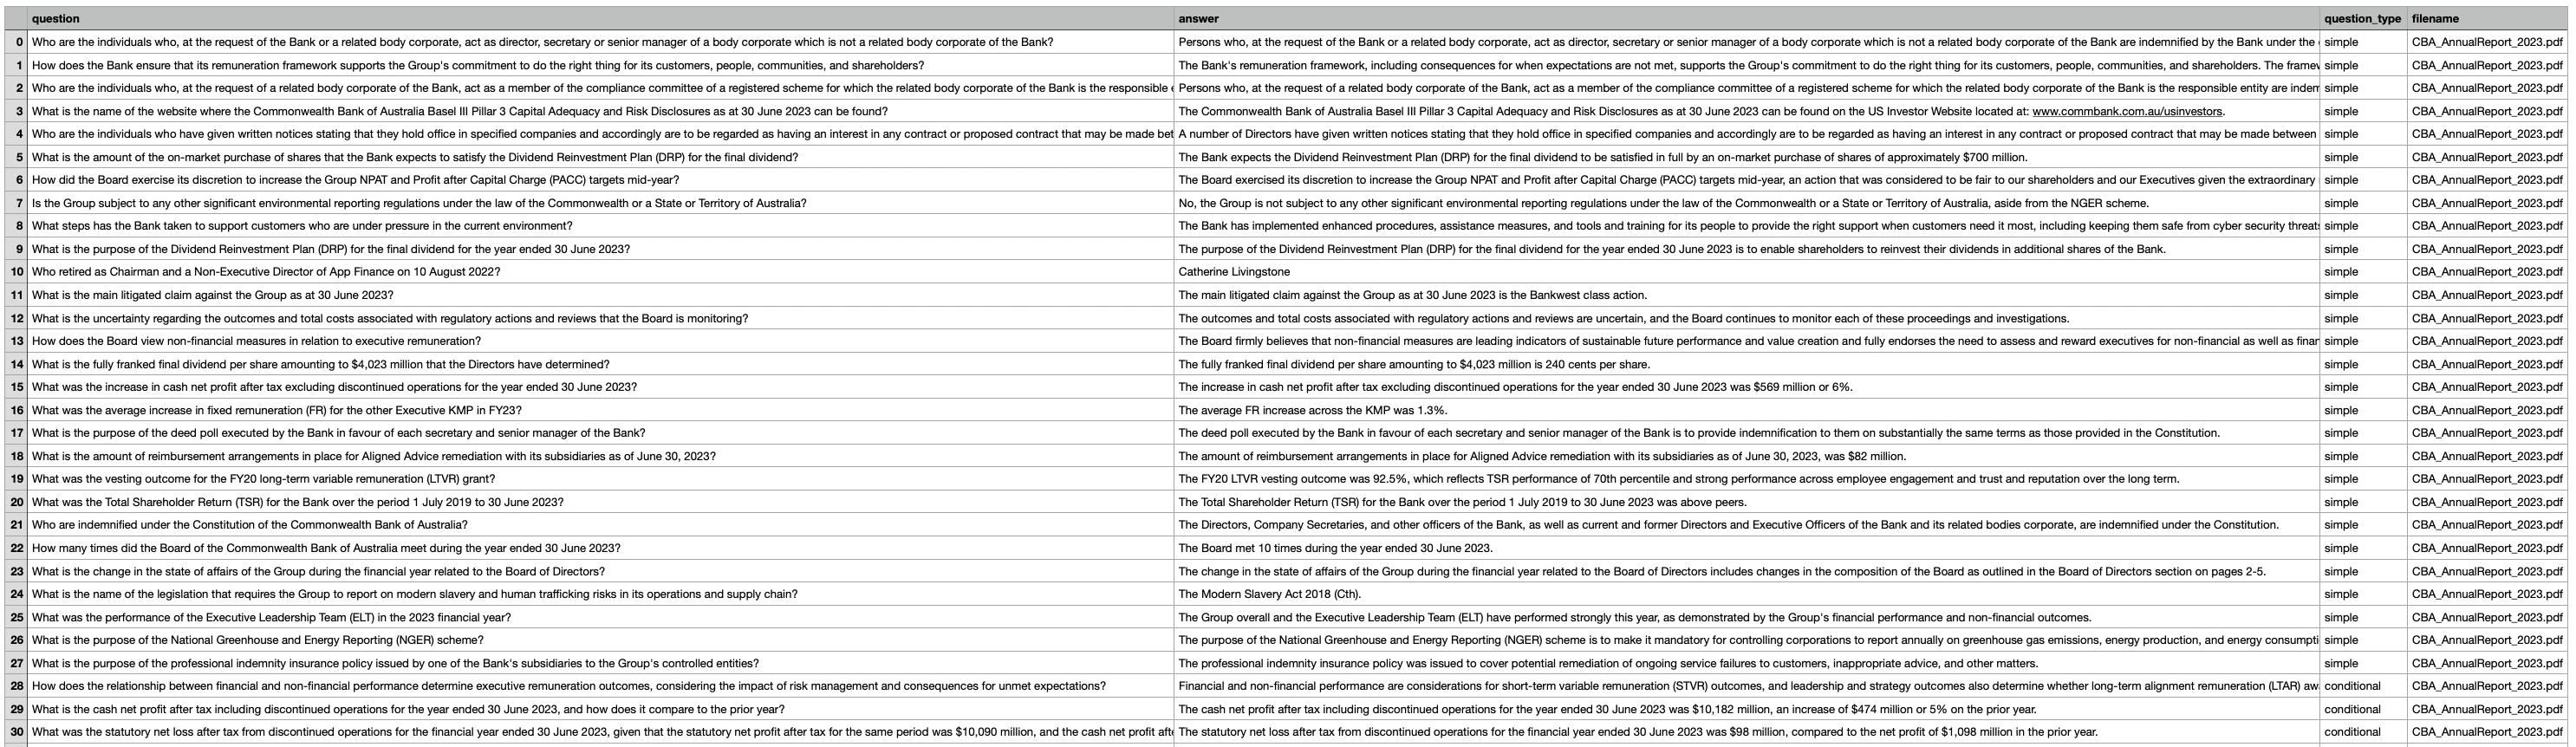 question answer question_type filename
0 Who are the individuals who, at the request of the Bank or a related body corporate, act as director, secretary or senior manager of a body corporate which is not a related body corporate of the Bank? Persons who, at the request of the Bank or a related body corporate, act as director, secretary or senior manager of a body corporate which is not a related body corporate of the Bank are indemnified by the Bank under the simple CBA_AnnualReport_2023.pdf
1 How does the Bank ensure that its remuneration framework supports the Group's commitment to do the right thing for its customers, people, communities, and shareholders? The Bank's remuneration framework, including consequences for when expectations are not met, supports the Group's commitment to do the right thing for its customers, people, communities, and shareholders. The framew simple CBA_AnnualReport_2023.pdf
2 Who are the individuals who, at the request of a related body corporate of the Bank, act as a member of the compliance committee of a registered scheme for which the related body corporate of the Bank is the responsible Persons who, at the request of a related body corporate of the Bank, act as a member of the compliance committee of a registered scheme for which the related body corporate of the Bank is the responsible entity are indem simple CBA_AnnualReport_2023.pdf
3 What is the name of the website where the Commonwealth Bank of Australia Basel III Pillar 3 Capital Adequacy and Risk Disclosures as at 30 June 2023 can be found? The Commonwealth Bank of Australia Basel III Pillar 3 Capital Adequacy and Risk Disclosures as at 30 June 2023 can be found on the US Investor Website located at: www.commbank.com.au/usinvestors. simple CBA_AnnualReport_2023.pdf
4 Who are the individuals who have given written notices stating that they hold office in specified companies and accordingly are to be regarded as having an interest in any contract or proposed contract that may be made bet A number of Directors have given written notices stating that they hold office in specified companies and accordingly are to be regarded as having an interest in any contract or proposed contract that may be made between simple CBA_AnnualReport_2023.pdf
5 What is the amount of the on-market purchase of shares that the Bank expects to satisfy the Dividend Reinvestment Plan (DRP) for the final dividend? The Bank expects the Dividend Reinvestment Plan (DRP) for the final dividend to be satisfied in full by an on-market purchase of shares of approximately $700 million. simple CBA_AnnualReport_2023.pdf
6 How did the Board exercise its discretion to increase the Group NPAT and Profit after Capital Charge (PACC) targets mid-year? The Board exercised its discretion to increase the Group NPAT and Profit after Capital Charge (PACC) targets mid-year, an action that was considered to be fair to our shareholders and our Executives given the extraordinary simple CBA_AnnualReport_2023.pdf
7 Is the Group subject to any other significant environmental reporting regulations under the law of the Commonwealth or a State or Territory of Australia? No, the Group is not subject to any other significant environmental reporting regulations under the law of the Commonwealth or a State or Territory of Australia, aside from the NGER scheme. simple CBA_AnnualReport_2023.pdf
8 What steps has the Bank taken to support customers who are under pressure in the current environment? The Bank has implemented enhanced procedures, assistance measures, and tools and training for its people to provide the right support when customers need it most, including keeping them safe from cyber security threats simple CBA_AnnualReport_2023.pdf
9 What is the purpose of the Dividend Reinvestment Plan (DRP) for the final dividend for the year ended 30 June 2023? The purpose of the Dividend Reinvestment Plan (DRP) for the final dividend for the year ended 30 June 2023 is to enable shareholders to reinvest their dividends in additional shares of the Bank. simple CBA_AnnualReport_2023.pdf
10 Who retired as Chairman and a Non-Executive Director of App Finance on 10 August 2022? Catherine Livingstone simple CBA_AnnualReport_2023.pdf
11 What is the main litigated claim against the Group as at 30 June 2023? The main litigated claim against the Group as at 30 June 2023 is the Bankwest class action. simple CBA_AnnualReport_2023.pdf
12 What is the uncertainty regarding the outcomes and total costs associated with regulatory actions and reviews that the Board is monitoring? The outcomes and total costs associated with regulatory actions and reviews are uncertain, and the Board continues to monitor each of these proceedings and investigations. simple CBA_AnnualReport_2023.pdf
13 How does the Board view non-financial measures in relation to executive remuneration? The Board firmly believes that non-financial measures are leading indicators of sustainable future performance and value creation and fully endorses the need to assess and reward executives for non-financial as well as finan simple CBA_AnnualReport_2023.pdf
14 What is the fully franked final dividend per share amounting to $4,023 million that the Directors have determined? The fully franked final dividend per share amounting to $4,023 million is 240 cents per share. simple CBA_AnnualReport_2023.pdf
15 What was the increase in cash net profit after tax excluding discontinued operations for the year ended 30 June 2023? The increase in cash net profit after tax excluding discontinued operations for the year ended 30 June 2023 was $569 million or 6%. simple CBA_AnnualReport_2023.pdf
16 What was the average increase in fixed remuneration (FR) for the other Executive KMP in FY23? The average FR increase across the KMP was 1.3%. simple CBA_AnnualReport_2023.pdf
17 What is the purpose of the deed poll executed by the Bank in favour of each secretary and senior manager of the Bank? The deed poll executed by the Bank in favour of each secretary and senior manager of the Bank is to provide indemnification to them on substantially the same terms as those provided in the Constitution. simple CBA_AnnualReport_2023.pdf
18 What is the amount of reimbursement arrangements in place for Aligned Advice remediation with its subsidiaries as of June 30, 2023? The amount of reimbursement arrangements in place for Aligned Advice remediation with its subsidiaries as of June 30, 2023, was $82 million. simple CBA_AnnualReport_2023.pdf
19 What was the vesting outcome for the FY20 long-term variable remuneration (LTVR) grant? The FY20 LTVR vesting outcome was 92.5%, which reflects TSR performance of 70th percentile and strong performance across employee engagement and trust and reputation over the long term. simple CBA_AnnualReport_2023.pdf
20 What was the Total Shareholder Return (TSR) for the Bank over the period 1 July 2019 to 30 June 2023? The Total Shareholder Return (TSR) for the Bank over the period 1 July 2019 to 30 June 2023 was above peers. simple CBA_AnnualReport_2023.pdf
21 Who are indemnified under the Constitution of the Commonwealth Bank of Australia? The Directors, Company Secretaries, and other officers of the Bank, as well as current and former Directors and Executive Officers of the Bank and its related bodies corporate, are indemnified under the Constitution. simple CBA_AnnualReport_2023.pdf
22 How many times did the Board of the Commonwealth Bank of Australia meet during the year ended 30 June 2023? The Board met 10 times during the year ended 30 June 2023. simple CBA_AnnualReport_2023.pdf
23 What is the change in the state of affairs of the Group during the financial year related to the Board of Directors? The change in the state of affairs of the Group during the financial year related to the Board of Directors includes changes in the composition of the Board as outlined in the Board of Directors section on pages 2-5. simple CBA_AnnualReport_2023.pdf
24 What is the name of the legislation that requires the Group to report on modern slavery and human trafficking risks in its operations and supply chain? The Modern Slavery Act 2018 (Cth). simple CBA_AnnualReport_2023.pdf
25 What was the performance of the Executive Leadership Team (ELT) in the 2023 financial year? The Group overall and the Executive Leadership Team (ELT) have performed strongly this year, as demonstrated by the Group's financial performance and non-financial outcomes. simple CBA_AnnualReport_2023.pdf
26 What is the purpose of the National Greenhouse and Energy Reporting (NGER) scheme? The purpose of the National Greenhouse and Energy Reporting (NGER) scheme is to make it mandatory for controlling corporations to report annually on greenhouse gas emissions, energy production, and energy consumpti simple CBA_AnnualReport_2023.pdf
27 What is the purpose of the professional indemnity insurance policy issued by one of the Bank's subsidiaries to the Group's controlled entities? The professional indemnity insurance policy was issued to cover potential remediation of ongoing service failures to customers, inappropriate advice, and other matters. simple CBA_AnnualReport_2023.pdf
28 How does the relationship between financial and non-financial performance determine executive remuneration outcomes, considering the impact of risk management and consequences for unmet expectations? Financial and non-financial performance are considerations for short-term variable remuneration (STVR) outcomes, and leadership and strategy outcomes also determine whether long-term alignment remuneration (LTAR) aw conditional CBA_AnnualReport_2023.pdf
29 What is the cash net profit after tax including discontinued operations for the year ended 30 June 2023, and how does it compare to the prior year? The cash net profit after tax including discontinued operations for the year ended 30 June 2023 was $10,182 million, an increase of $474 million or 5% on the prior year. conditional CBA_AnnualReport_2023.pdf
30 What was the statutory net loss after tax from discontinued operations for the financial year ended 30 June 2023, given that the statutory net profit after tax for the same period was $10,090 million, and the cash net profit afte The statutory net loss after tax from discontinued operations for the financial year ended 30 June 2023 was $98 million, compared to the net profit of $1,098 million in the prior year. conditional CBA_AnnualReport_2023.pdf